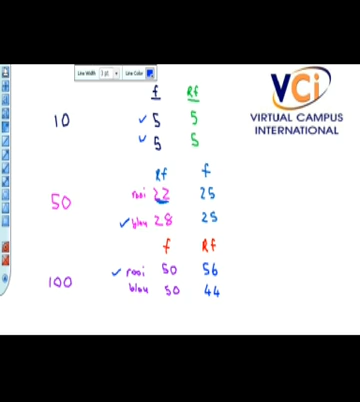 Line Width: 3 pt Line Color:
f Rf
VCi
VIRTUAL CAMPUS
INTERNATIONAL
10 5 5
5 5
Rf f
50 rooi 22 25
blou 28 25
f Rf
100 rooi 50 56
blou 50 44